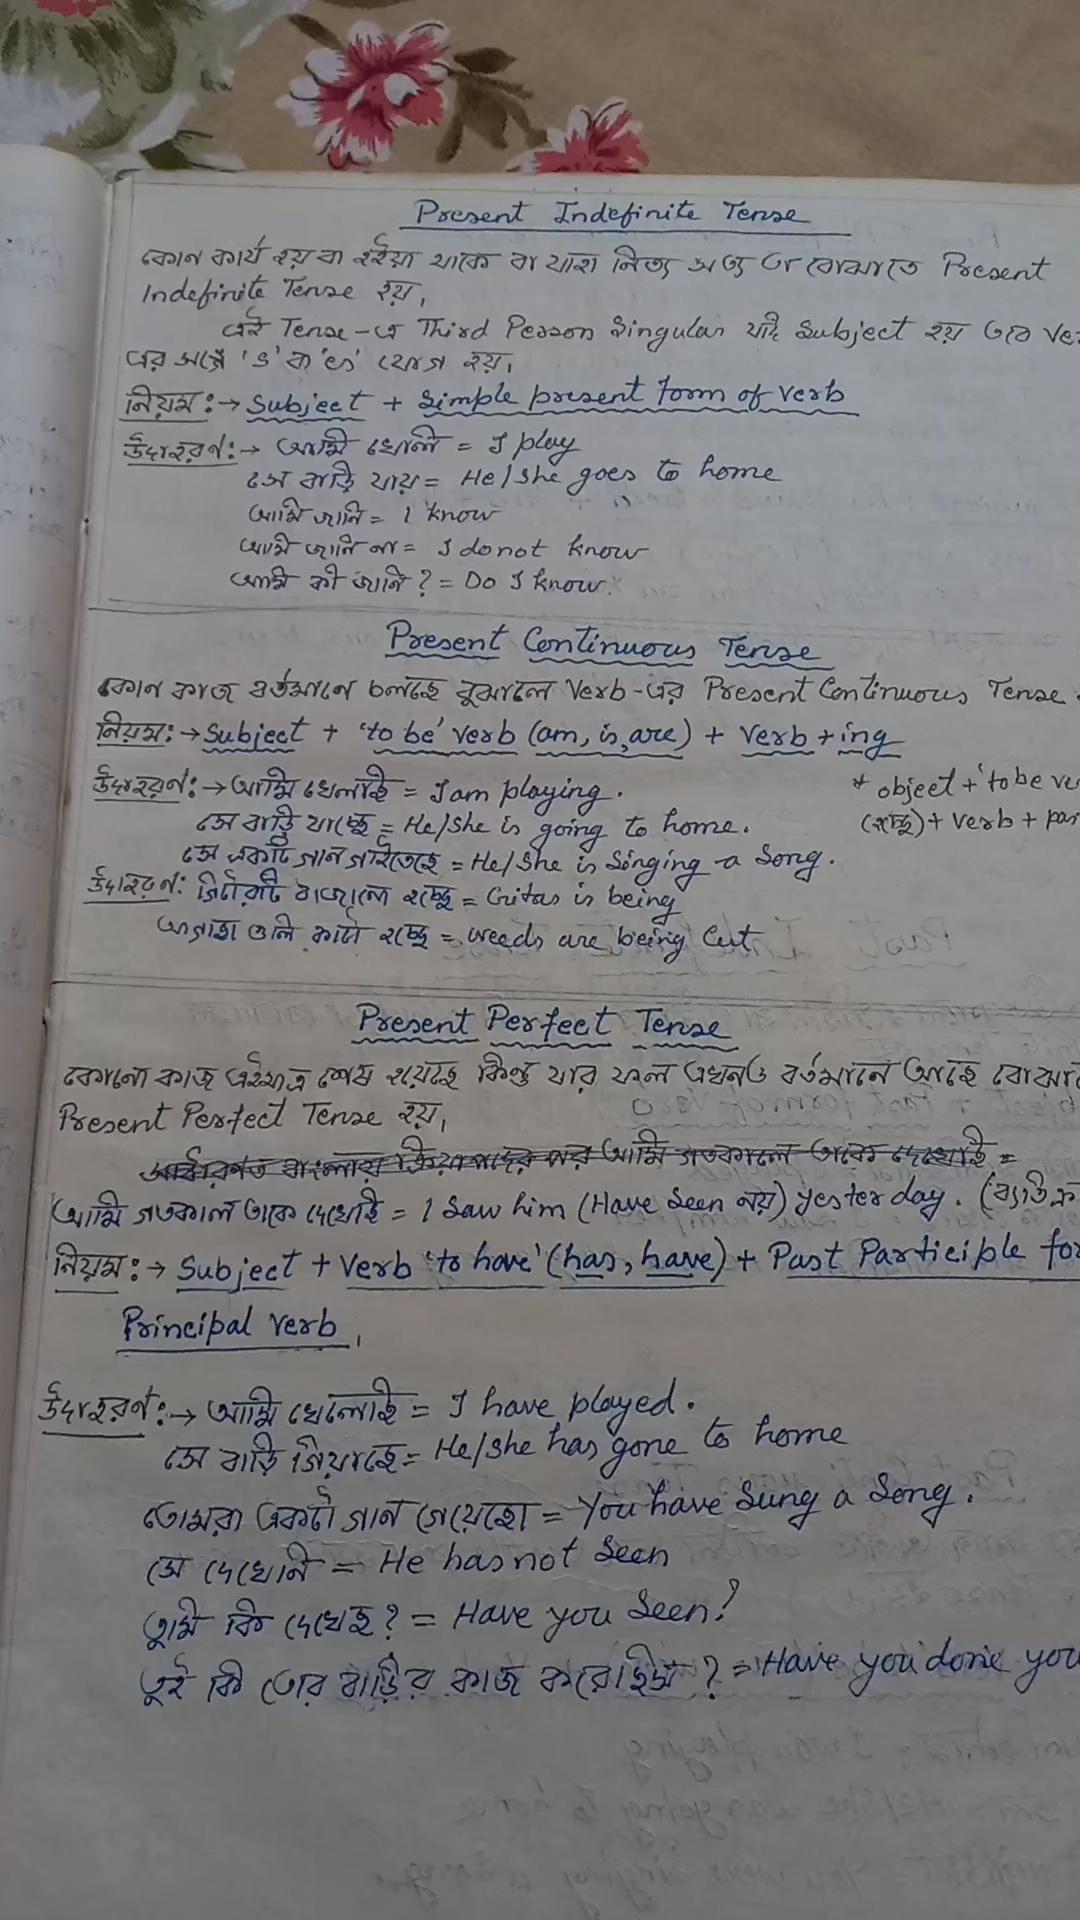 Present Indefinite Tense
কোন কার্য হয় বা হইয়া থাকে বা যাহা নিত্য সত্য তা বোঝাতে Present
Indefinite Tense হয়,
এই Tense-এ Third Person Singular যদি Subject হয় তবে
এর সঙ্গে 's' বা 'es' যোগ হয়,
নিয়ম:→ Subject + Simple present form of verb
উদাহরণ:→ আমি খেলি = I play
সে বাড়ি যায় = He/She goes to home
আমি জানি = I know
আমি জানি না = I do not know
আমি কী জানি? = Do I know.
Present Continuous Tense
কোন কাজ বর্তমানে চলছে বুঝালে Verb-এর Present Continuous Tense
নিয়ম:→ Subject + 'to be' verb (am, is, are) + verb + ing
উদাহরণ:→ আমি খেলছি = I am playing.
* object + 'to be
সে বাড়ি যাচ্ছে = He/She is going to home.
(হচ্ছে) + verb +
সে একটি গান গাইতেছে = He/She is singing a song.
উদাহরণ: গিটারটি বাজানো হচ্ছে = Gitar is being
আগাছা গুলি কাটা হচ্ছে = weeds are being Cut
Present Perfect Tense
কোনো কাজ এইমাত্র শেষ হয়েছে কিন্তু যার ফল এখনও বর্তমানে আছে
Present Perfect Tense হয়,
আমি গতকাল তাকে দেখেছি =
আমি গতকাল তাকে দেখেছি = I saw him (Have seen নয়) yesterday.
নিয়ম:→ Subject + Verb 'to have' (has, have) + Past Participle
Principal verb,
উদাহরণ:→ আমি খেলেছি = I have played.
সে বাড়ি গিয়াছে = He/She has gone to home
তোমরা একটা গান গেয়েছো = You have sung a song.
সে দেখেনি = He has not seen
তুমি কি দেখেছ? = Have you seen?
তুই কি তোর বাড়ির কাজ করেছিস? = Have you done